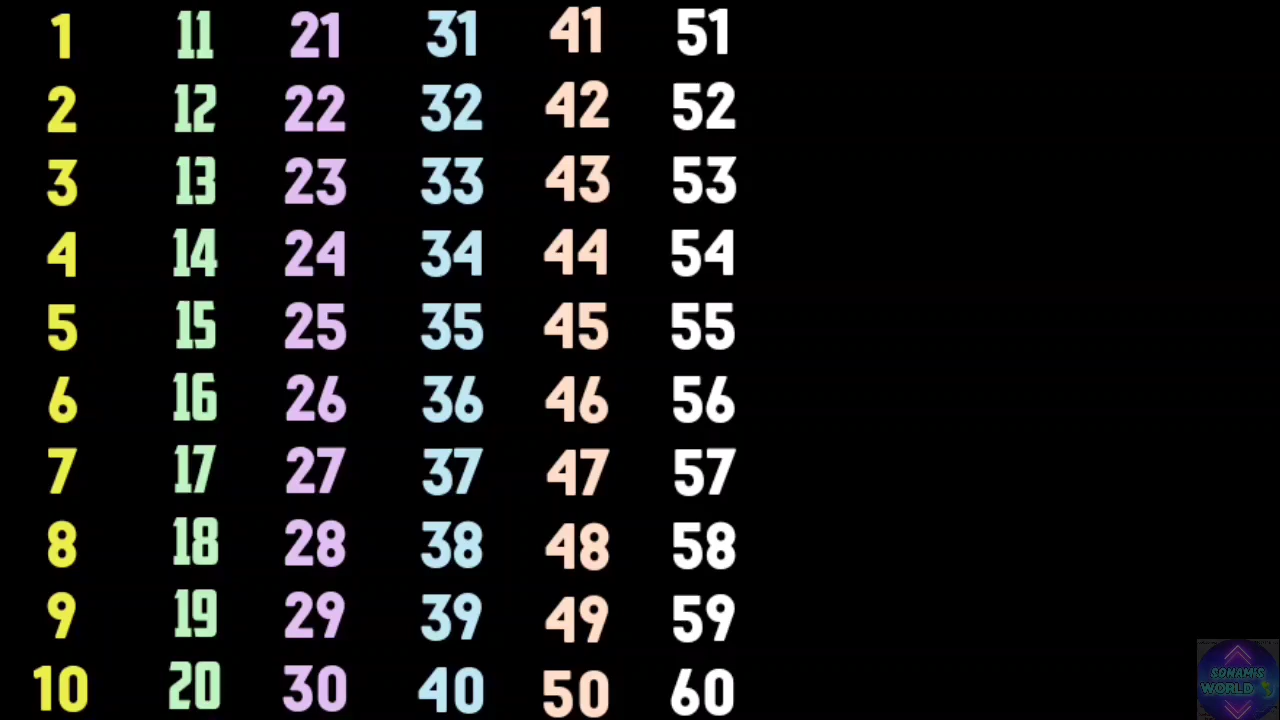 1 11 21 31 41 51
2 12 22 32 42 52
3 13 23 33 43 53
4 14 24 34 44 54
5 15 25 35 45 55
6 16 26 36 46 56
7 17 27 37 47 57
8 18 28 38 48 58
9 19 29 39 49 59
10 20 30 40 50 60
SONAM'S
WORLD